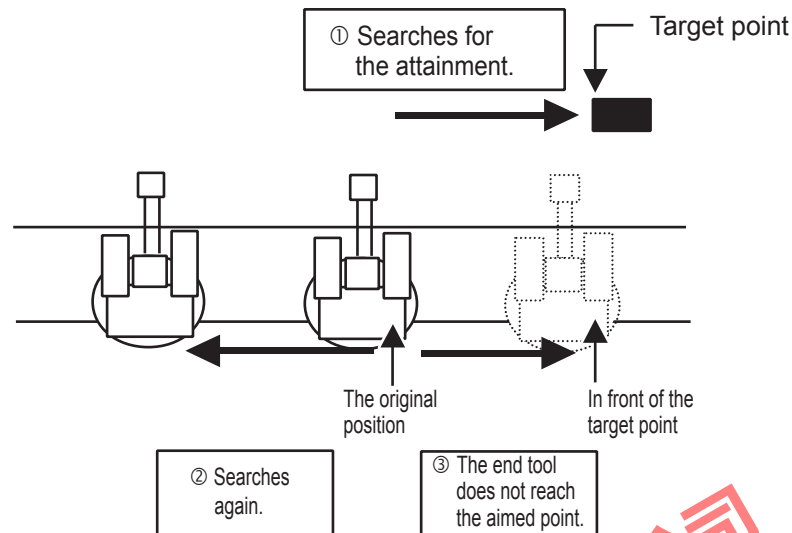 ① Searches for
the attainment.
Target point
The original
position
In front of the
target point
② Searches
again.
③ The end tool
does not reach
the aimed point.